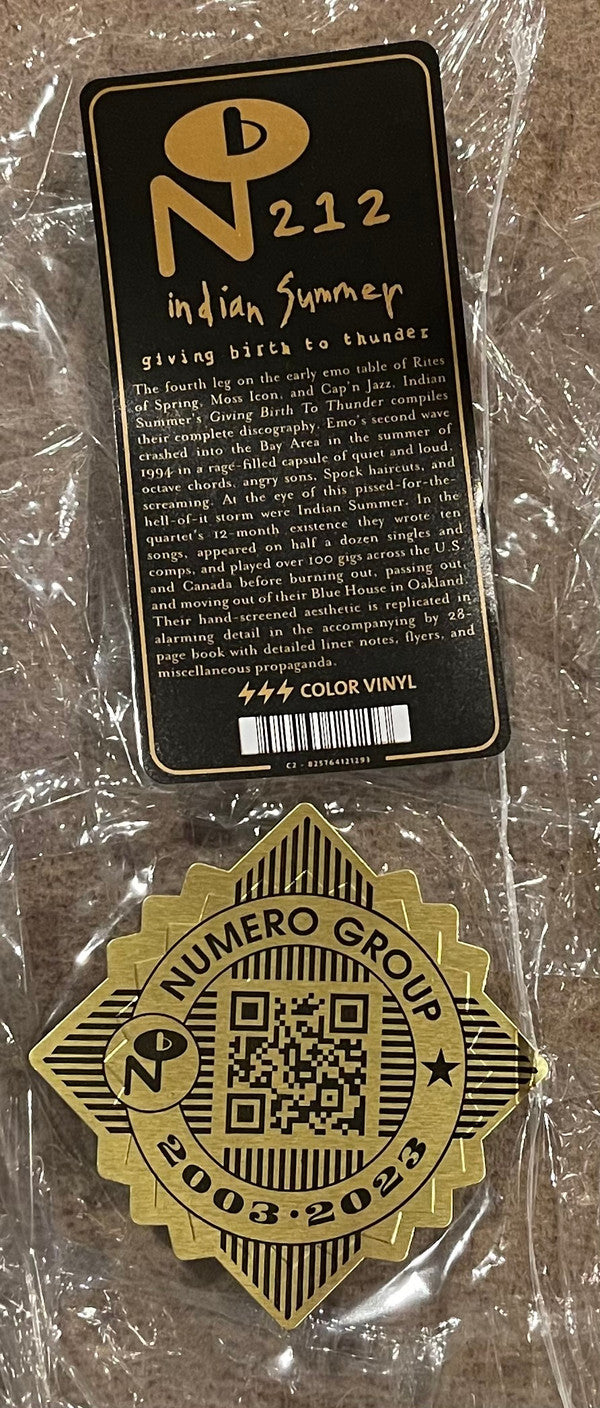 No 212
indian Summer
giving birth to thunder
The fourth leg on the early emo table of Rites
of Spring, Moss Icon, and Cap'n Jazz, Indian
Summer's Giving Birth To Thunder compiles
their complete discography. Emo's second wave
crashed into the Bay Area in the summer of
1994 in a rage-filled capsule of quiet and loud,
octave chords, angry sons, Spock haircuts, and
screaming. At the eye of this pissed-for-the-
hell-of-it storm were Indian Summer. In the
quartet's 12-month existence they wrote ten
songs, appeared on half a dozen singles and
comps, and played over 100 gigs across the U.S
and Canada before burning out, passing out,
and moving out of their Blue House in Oakland.
Their hand-screened aesthetic is replicated in
alarming detail in the accompanying by 28-
page book with detailed liner notes, flyers, and
miscellaneous propaganda.
COLOR VINYL
C2 - 825764121293
NUMERO GROUP
No
2003·2023